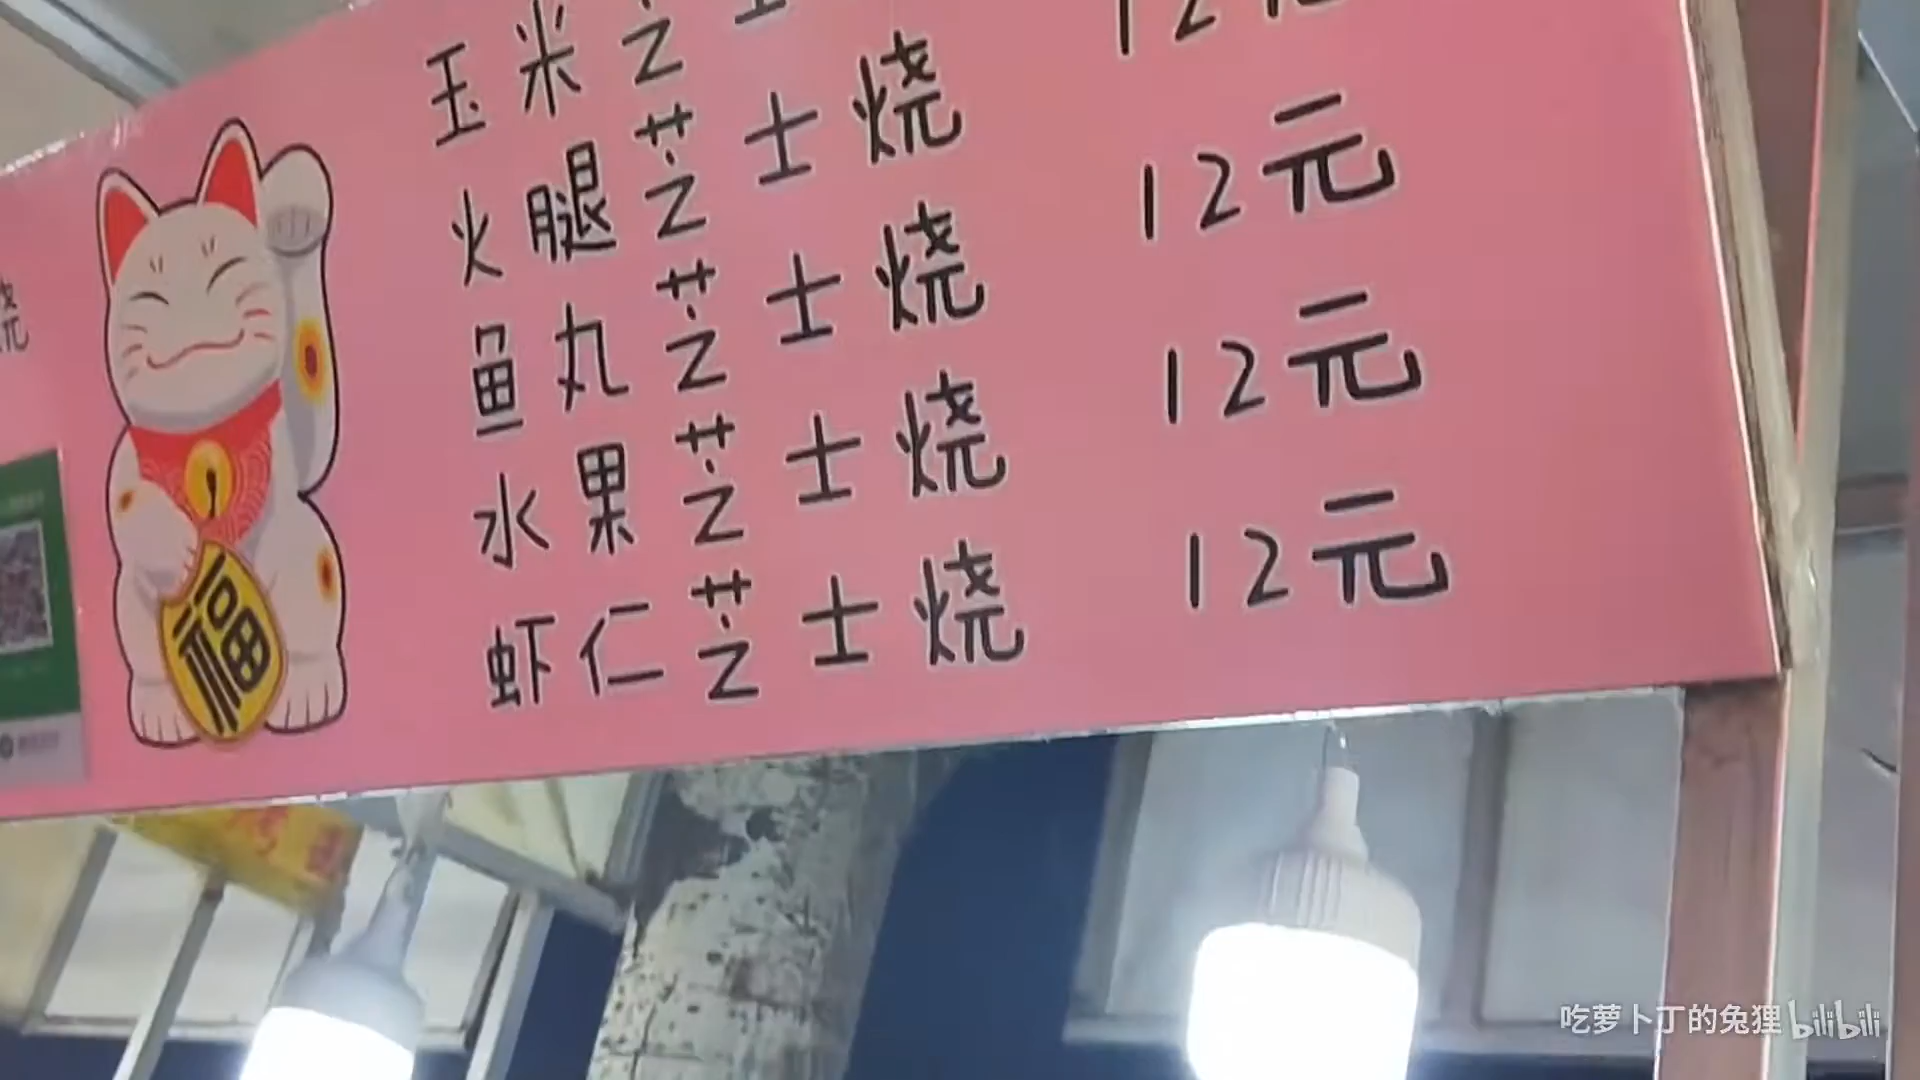 玉米芝士
火腿芝士烧 12元
鱼丸芝士烧 12元
水果芝士烧 12元
虾仁芝士烧 12元
烧
福
吃萝卜丁的兔狸 bilibili